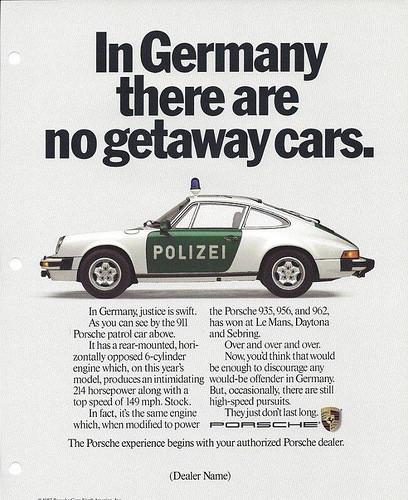 In Germany
there are
no getaway cars.
POLIZEI
In Germany, justice is swift.
As you can see by the 911
Porsche patrol car above.
It has a rear-mounted, hori-
zontally opposed 6-cylinder
engine which, on this year's
model, produces an intimidating
214 horsepower along with a
top speed of 149 mph. Stock.
In fact, it's the same engine
which, when modified to power
the Porsche 935, 956, and 962,
has won at Le Mans, Daytona
and Sebring.
Over and over and over.
Now, you'd think that would
be enough to discourage any
would-be offender in Germany.
But, occasionally, there are still
high-speed pursuits.
They just don't last long.
PORSCHE
The Porsche experience begins with your authorized Porsche dealer.
(Dealer Name)